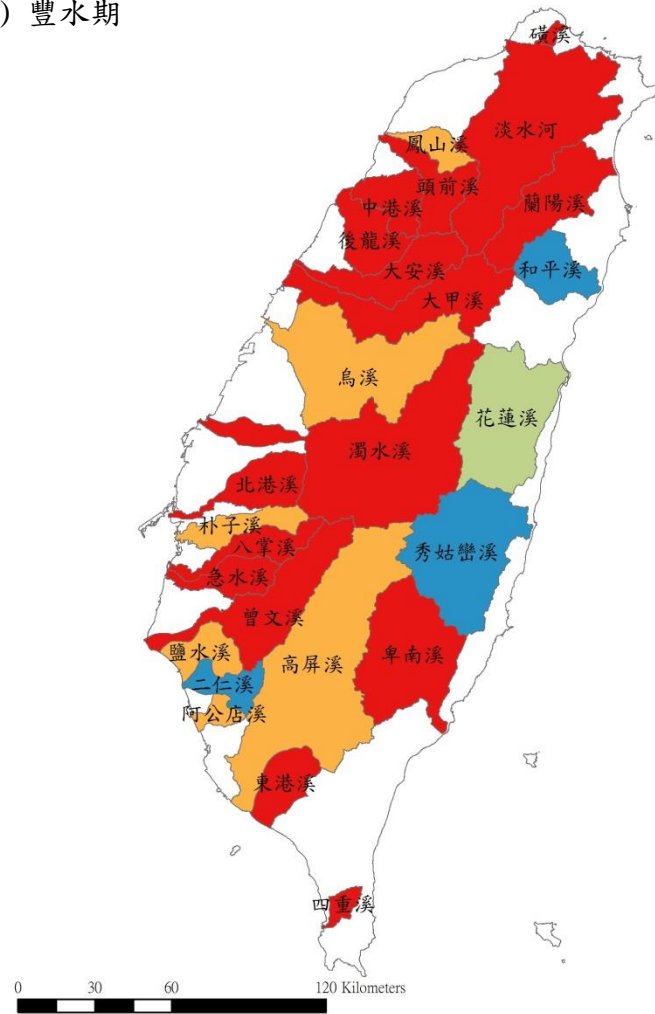 ) 豐水期
磺溪
淡水河
鳳山溪
頭前溪
中港溪
蘭陽溪
後龍溪
大安溪
和平溪
大甲溪
烏溪
花蓮溪
濁水溪
北港溪
朴子溪
八掌溪
秀姑巒溪
急水溪
曾文溪
鹽水溪
高屏溪
卑南溪
二仁溪
阿公店溪
東港溪
四重溪
0 30 60 120 Kilometers